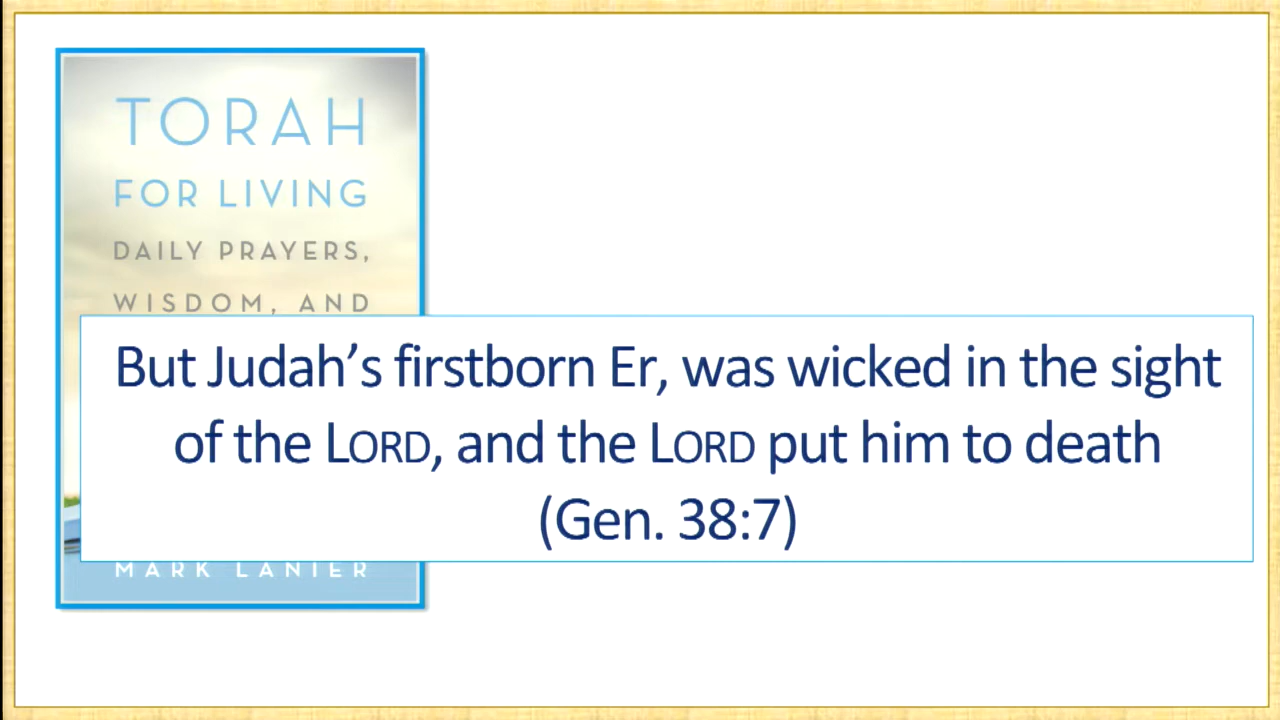 TORAH
FOR LIVING
DAILY PRAYERS,
WISDOM, AND
But Judah’s firstborn Er, was wicked in the sight
of the LORD, and the LORD put him to death
(Gen. 38:7)
MARK LANIER